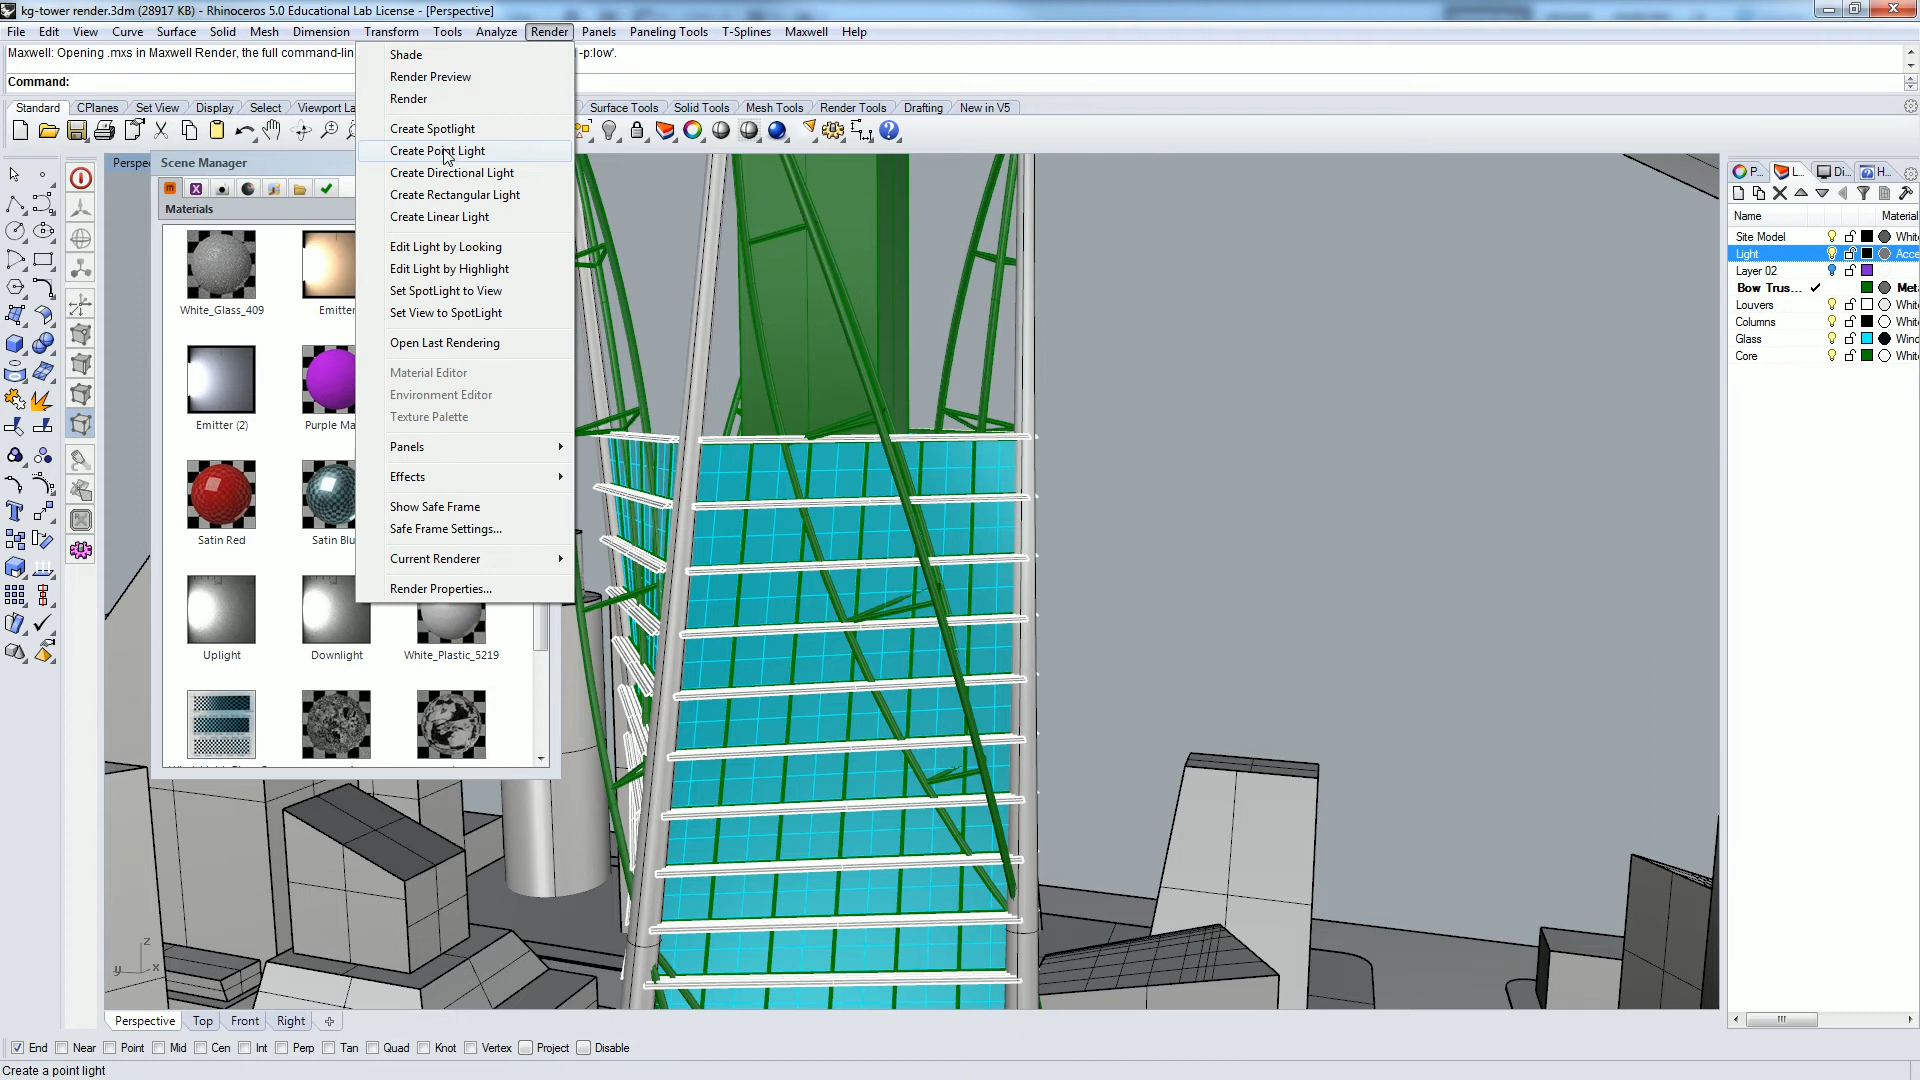 kg-tower render.3dm (28917 KB) - Rhinoceros 5.0 Educational Lab License - [Perspective]
File Edit View Curve Surface Solid Mesh Dimension Transform Tools Analyze Render Panels Paneling Tools T-Splines Maxwell Help
Maxwell: Opening .mxs in Maxwell Render, the full command-lin -p:low'.
Command:
Standard CPlanes Set View Display Select Viewport La Surface Tools Solid Tools Mesh Tools Render Tools Drafting New in V5
Shade
Render Preview
Render
Create Spotlight
Create Point Light
Create Directional Light
Create Rectangular Light
Create Linear Light
Edit Light by Looking
Edit Light by Highlight
Set SpotLight to View
Set View to SpotLight
Open Last Rendering
Material Editor
Environment Editor
Texture Palette
Panels
Effects
Show Safe Frame
Safe Frame Settings...
Current Renderer
Render Properties...
Perspe
Scene Manager
Materials
White_Glass_409 Emitter
Emitter (2) Purple Ma
Satin Red Satin Blu
Uplight Downlight White_Plastic_5219
P... L... Di... H...
Name Material
Site Model Whit
Light Acce
Layer 02
Bow Trus... Meta
Louvers Whit
Columns Whit
Glass Wind
Core Whit
z
y x
Perspective Top Front Right
End Near Point Mid Cen Int Perp Tan Quad Knot Vertex Project Disable
Create a point light